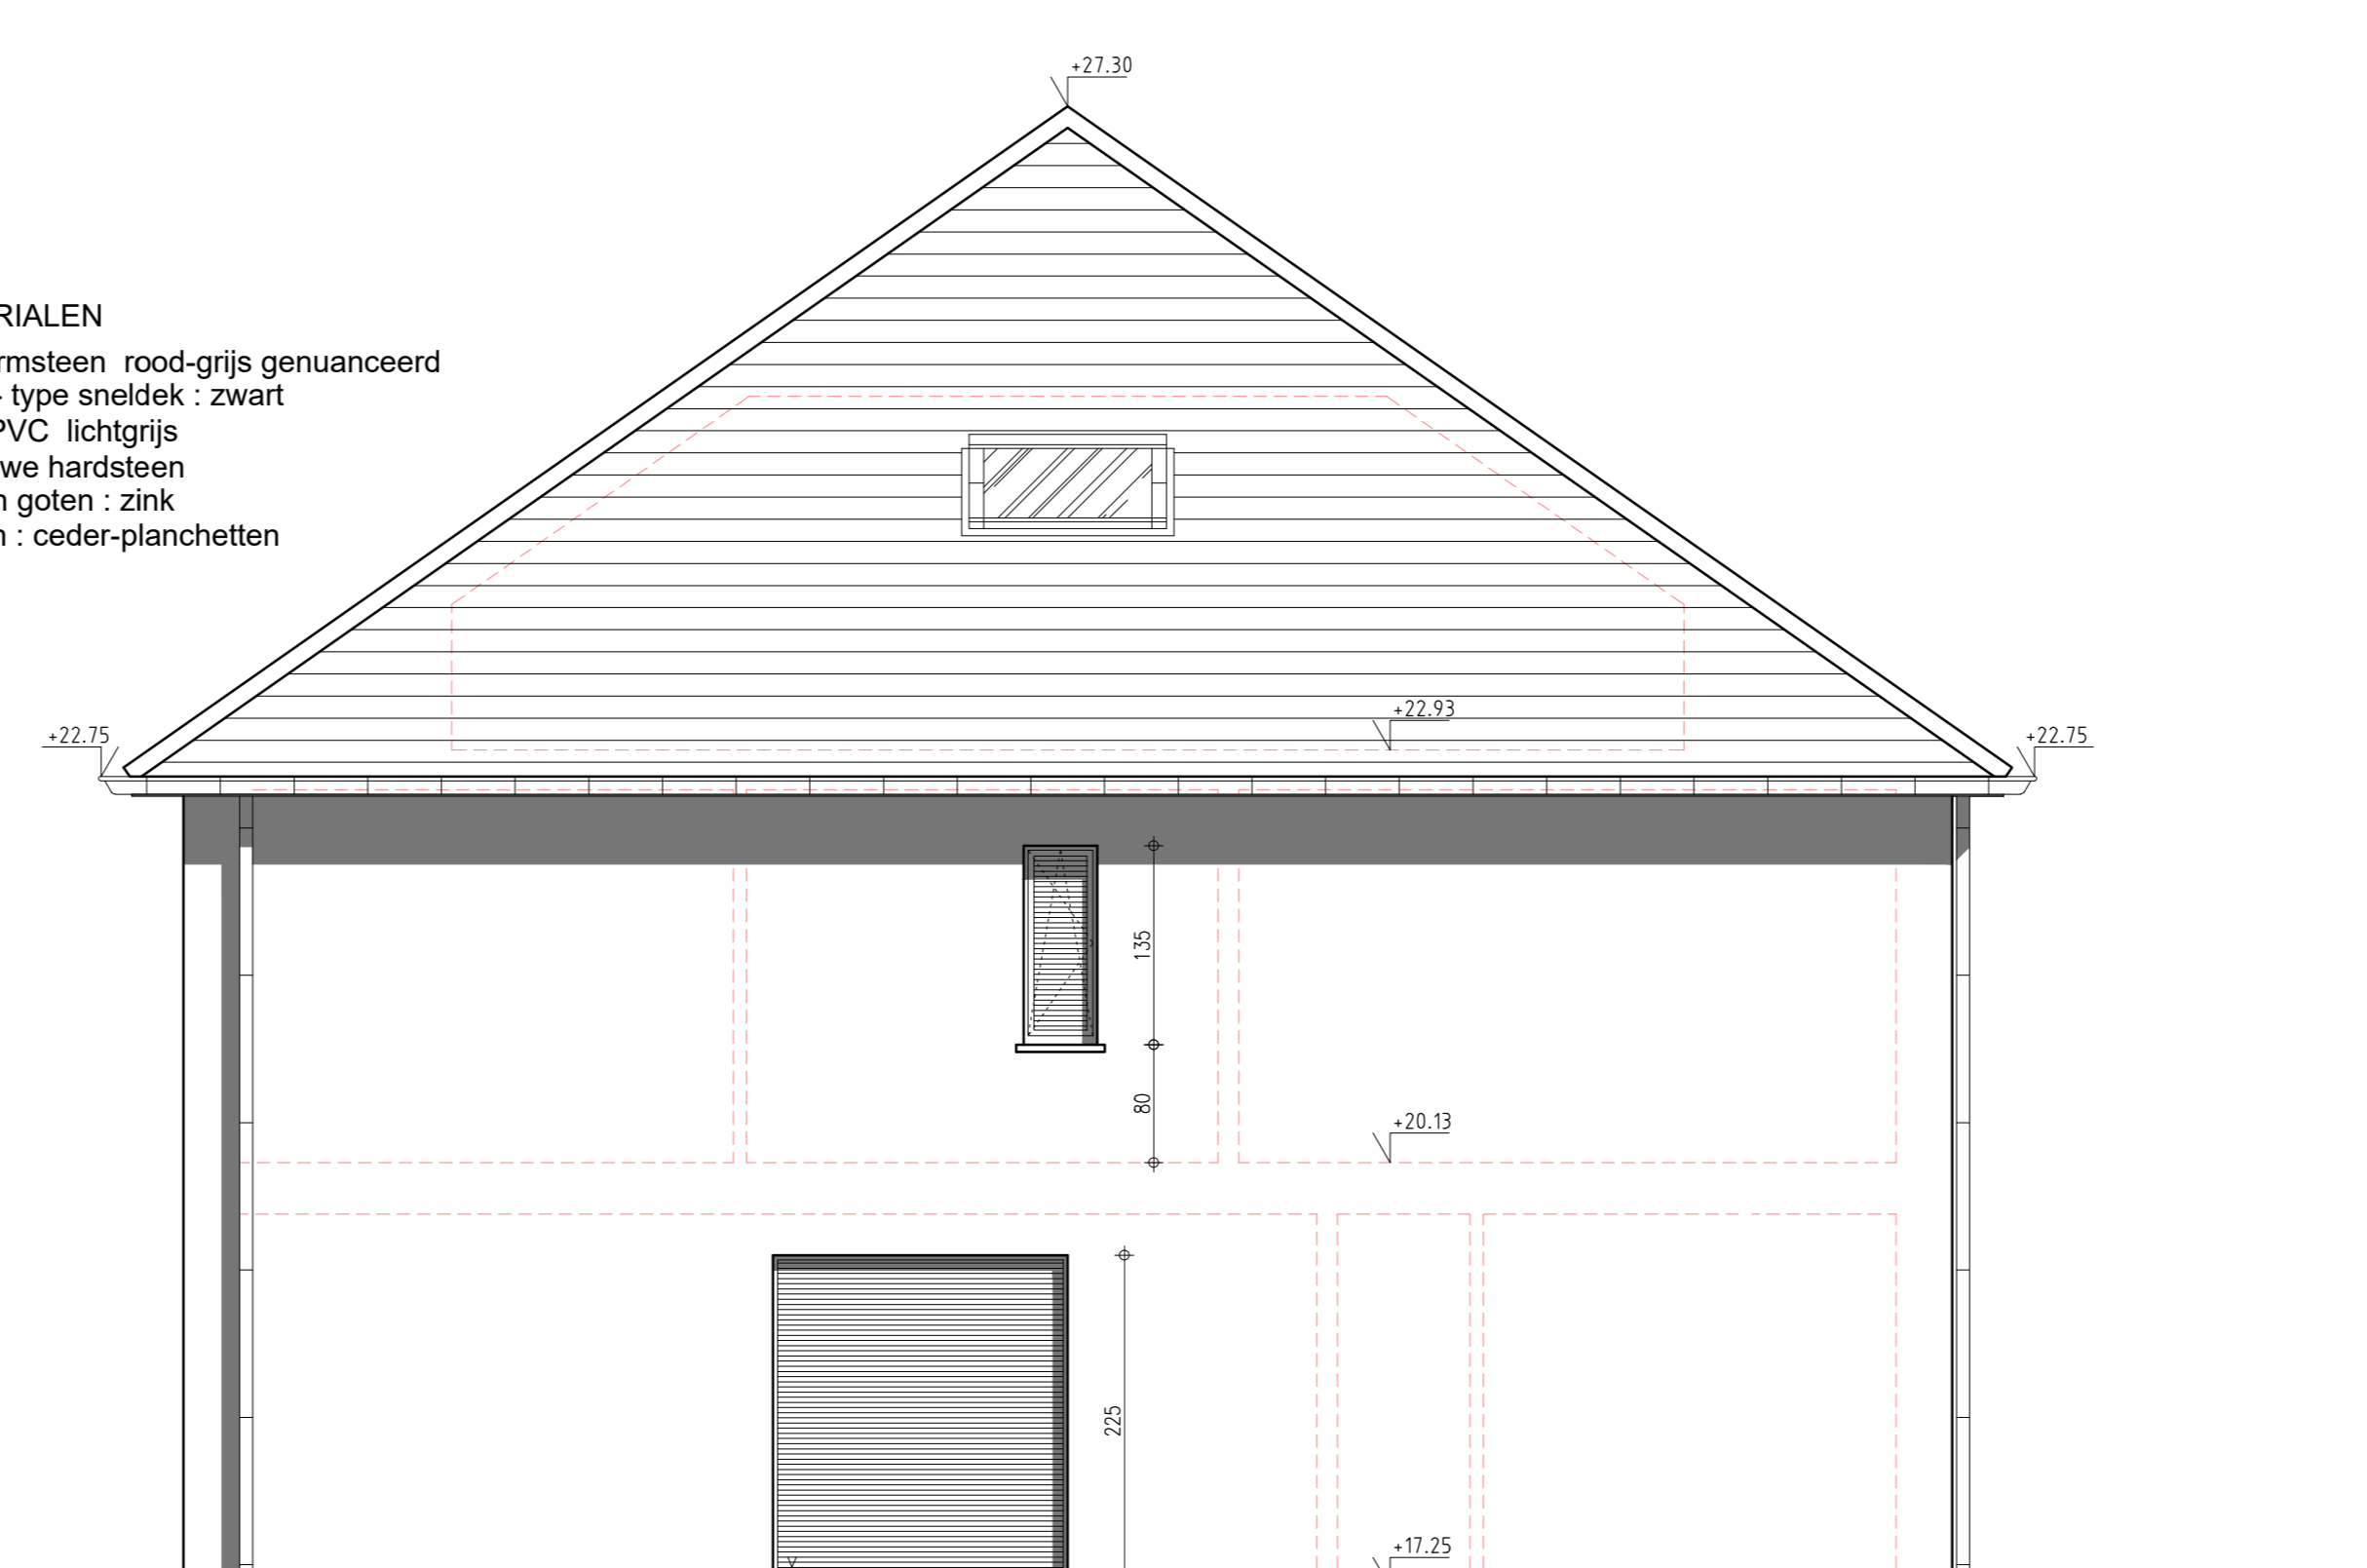 +27.30
RIALEN
rmsteen rood-grijs genuanceerd
- type sneldek : zwart
PVC lichtgrijs
we hardsteen
n goten : zink
n : ceder-planchetten
+22.93
+22.75
+22.75
135
80
+20.13
225
+17.25